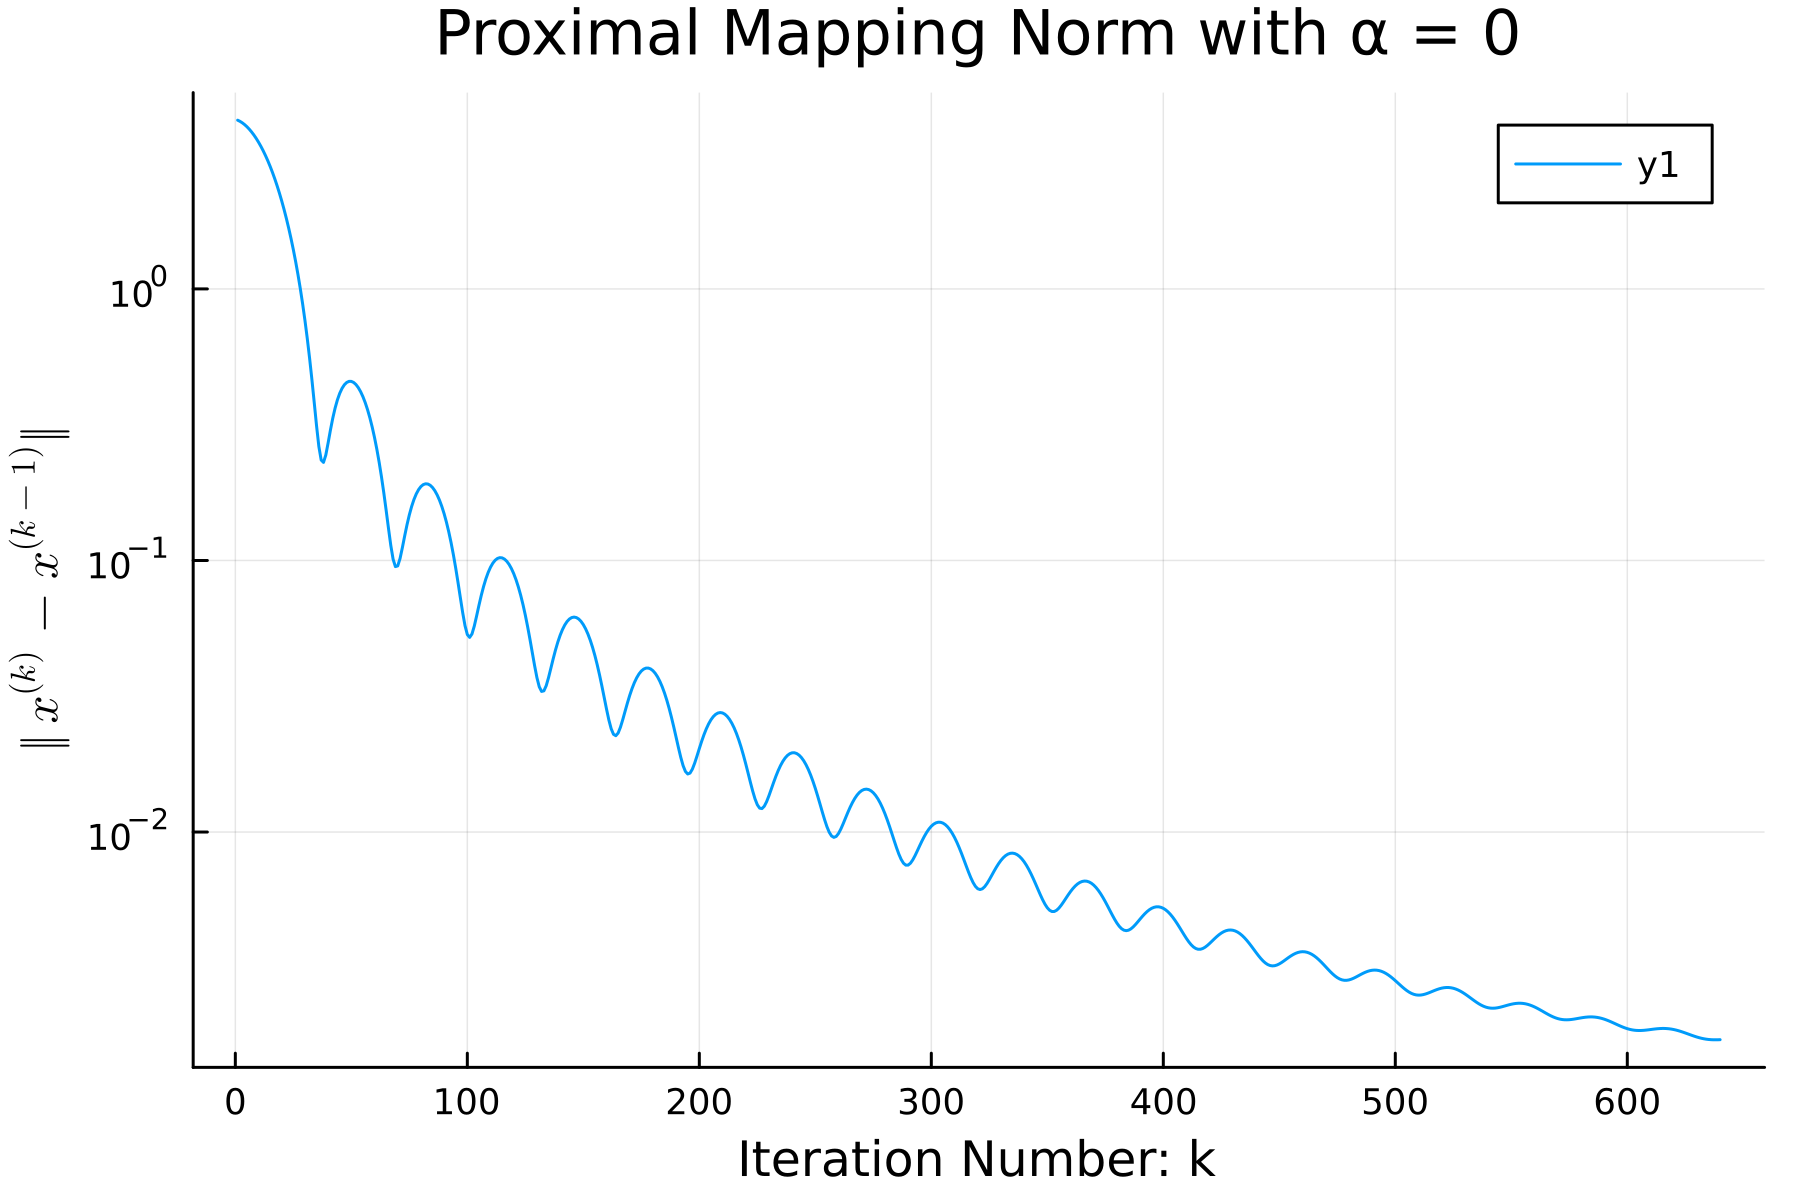 Proximal Mapping Norm with α = 0
y1
‖ x^(k) − x^(k − 1) ‖
10^0
10^−1
10^−2
0 100 200 300 400 500 600
Iteration Number: k